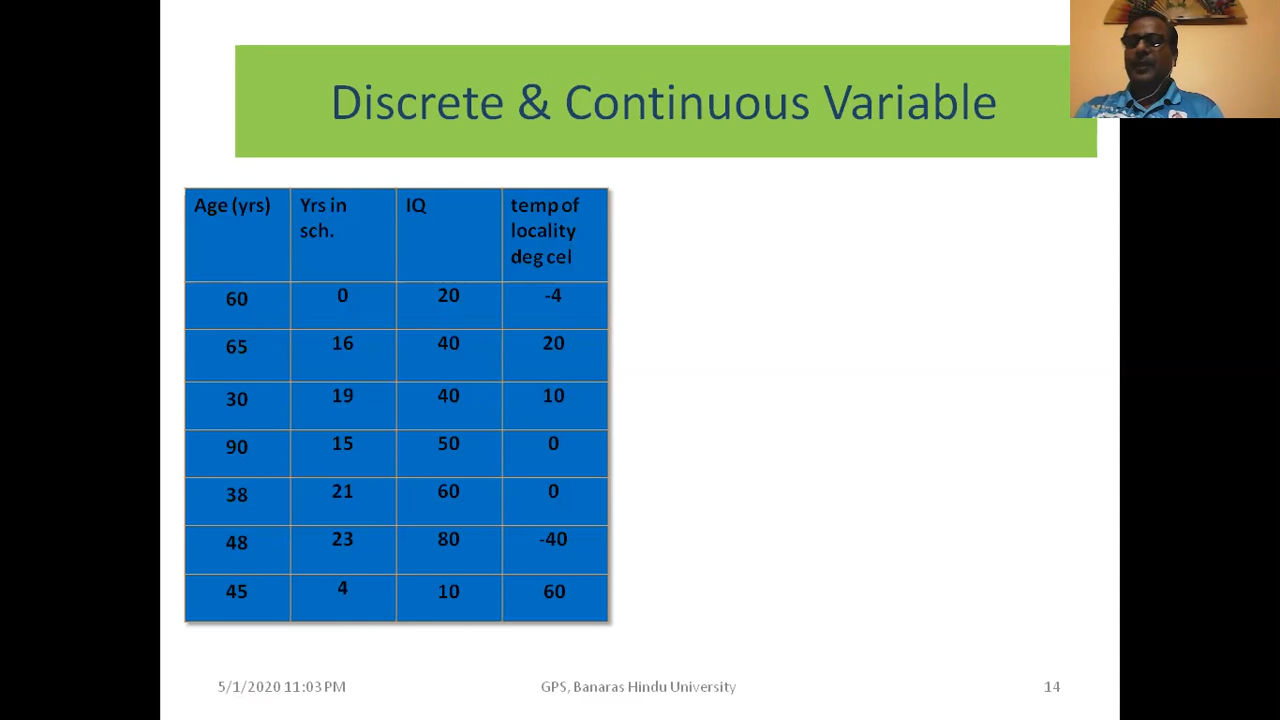 Discrete & Continuous Variable
Age (yrs) Yrs in sch. IQ temp of locality deg cel
60 0 20 -4
65 16 40 20
30 19 40 10
90 15 50 0
38 21 60 0
48 23 80 -40
45 4 10 60
5/1/2020 11:03 PM GPS, Banaras Hindu University 14